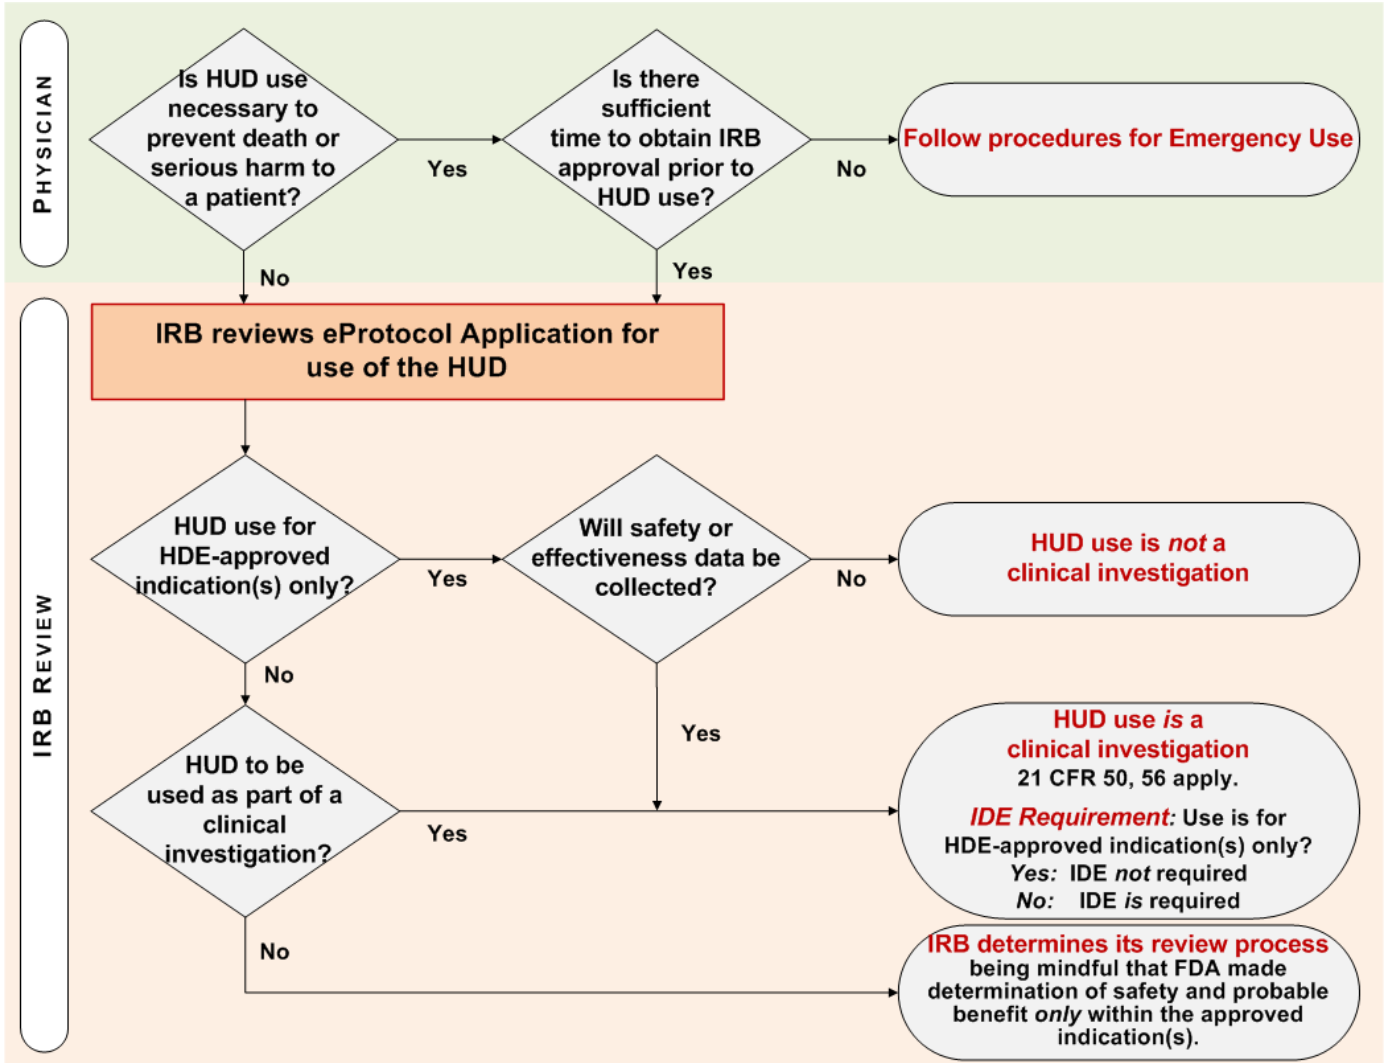 PHYSICIAN
Is HUD use
necessary to
prevent death or
serious harm to
a patient?
Yes
No
Is there
sufficient
time to obtain IRB
approval prior to
HUD use?
No
Yes
Follow procedures for Emergency Use
IRB REVIEW
IRB reviews eProtocol Application for
use of the HUD
HUD use for
HDE-approved
indication(s) only?
Yes
No
Will safety or
effectiveness data be
collected?
No
Yes
HUD use is not a
clinical investigation
HUD to be
used as part of a
clinical
investigation?
Yes
No
HUD use is a
clinical investigation
21 CFR 50, 56 apply.
IDE Requirement: Use is for
HDE-approved indication(s) only?
Yes: IDE not required
No: IDE is required
IRB determines its review process
being mindful that FDA made
determination of safety and probable
benefit only within the approved
indication(s).